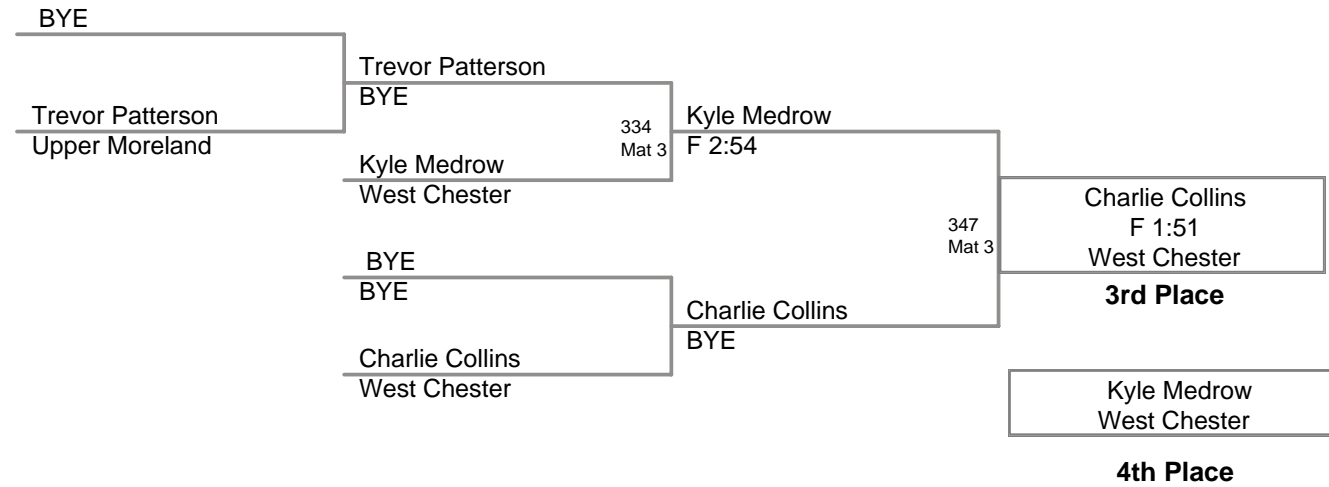 BYE
Trevor Patterson
Upper Moreland
Trevor Patterson
BYE
Kyle Medrow
West Chester
334
Mat 3
Kyle Medrow
F 2:54
BYE
BYE
Charlie Collins
West Chester
Charlie Collins
BYE
347
Mat 3
Charlie Collins
F 1:51
West Chester
3rd Place
Kyle Medrow
West Chester
4th Place